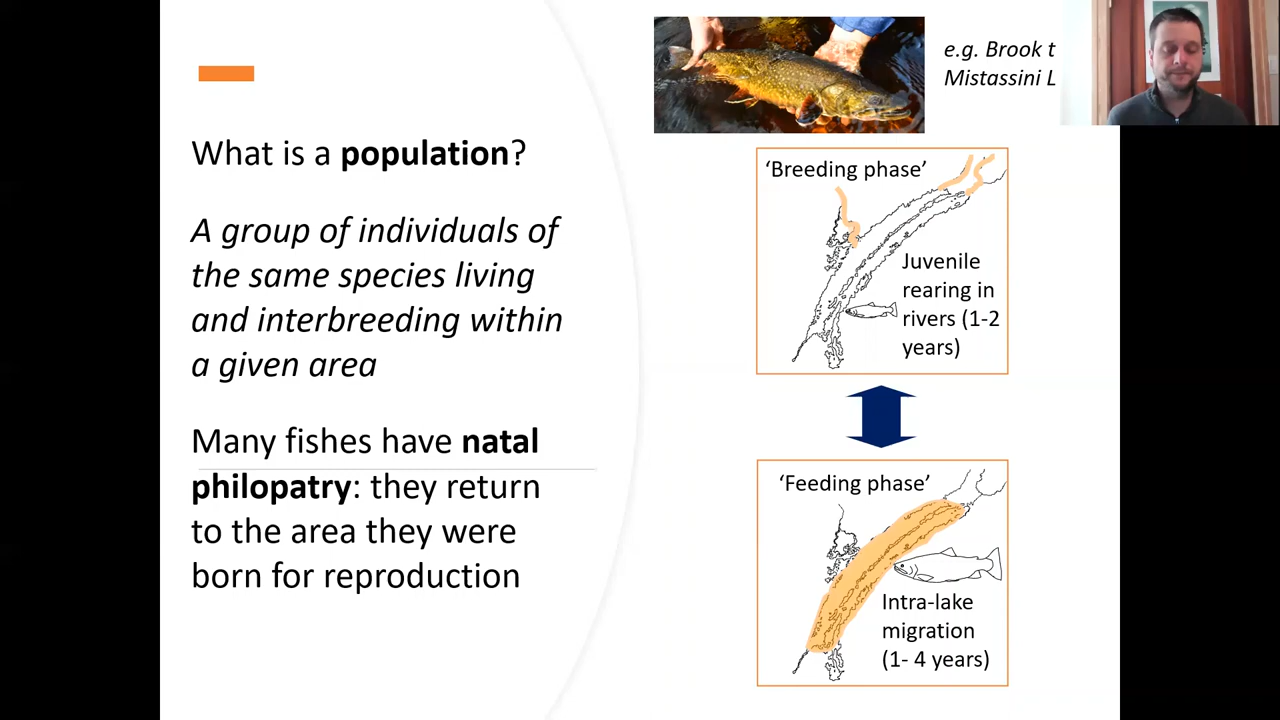 What is a population?
A group of individuals of
the same species living
and interbreeding within
a given area
Many fishes have natal
philopatry: they return
to the area they were
born for reproduction
e.g. Brook t
Mistassini L
'Breeding phase'
Juvenile
rearing in
rivers (1-2
years)
'Feeding phase'
Intra-lake
migration
(1- 4 years)